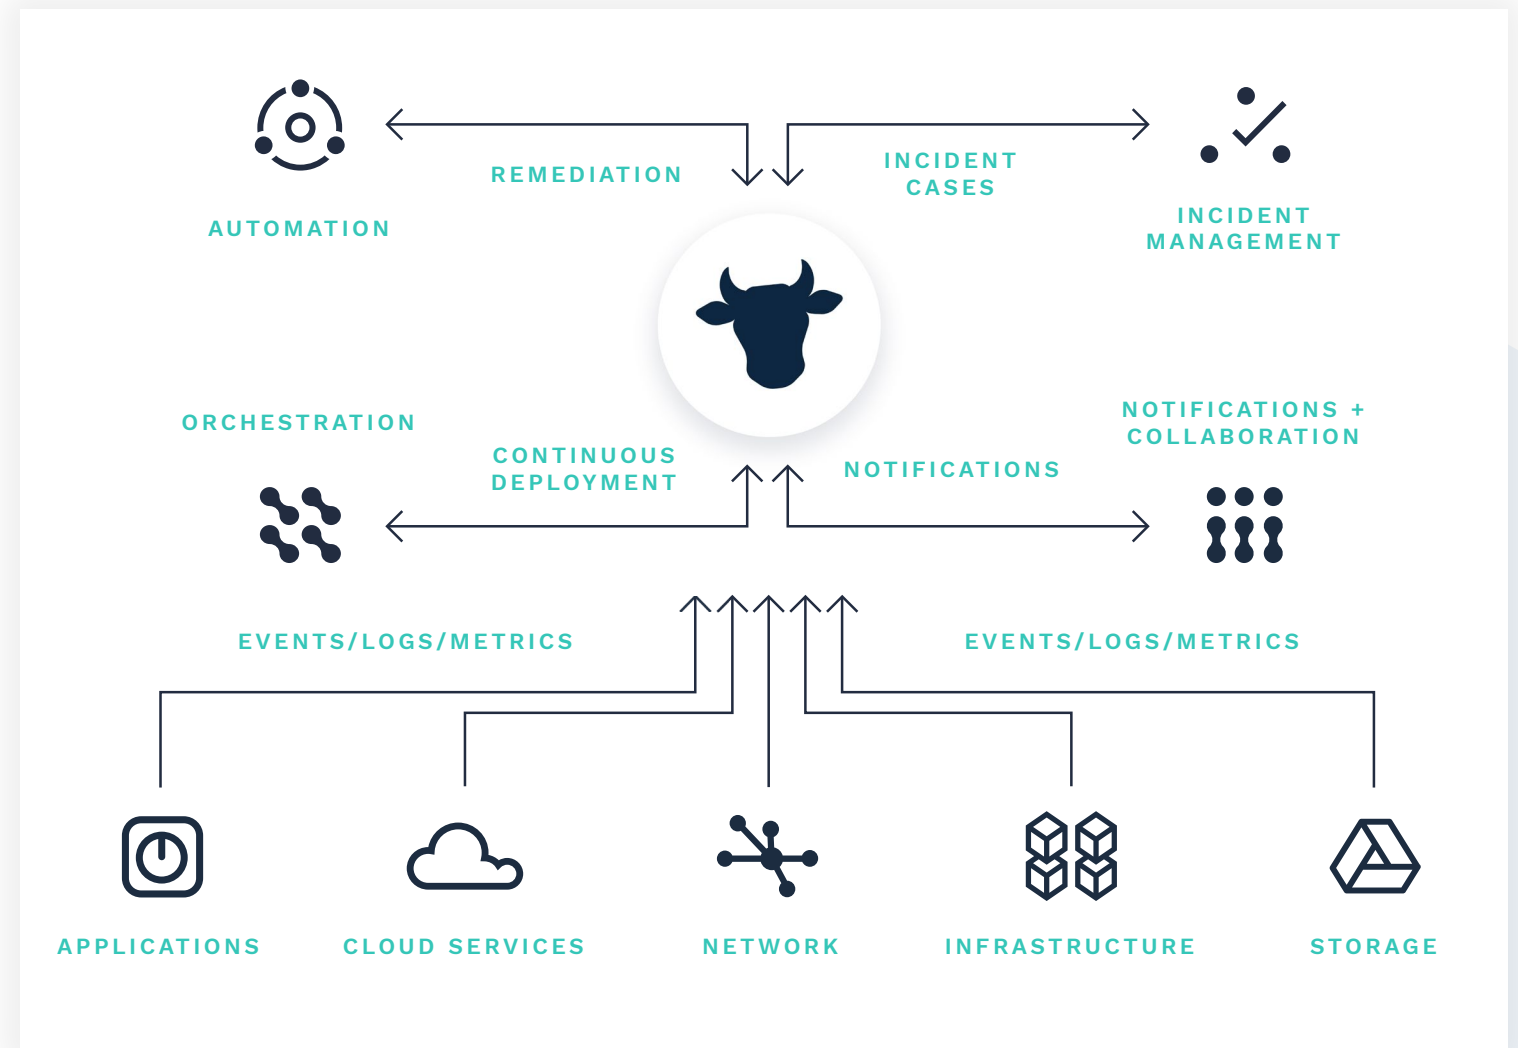 REMEDIATION
INCIDENT
CASES
AUTOMATION
INCIDENT
MANAGEMENT
ORCHESTRATION
CONTINUOUS
DEPLOYMENT
NOTIFICATIONS
NOTIFICATIONS +
COLLABORATION
EVENTS/LOGS/METRICS
EVENTS/LOGS/METRICS
APPLICATIONS
CLOUD SERVICES
NETWORK
INFRASTRUCTURE
STORAGE